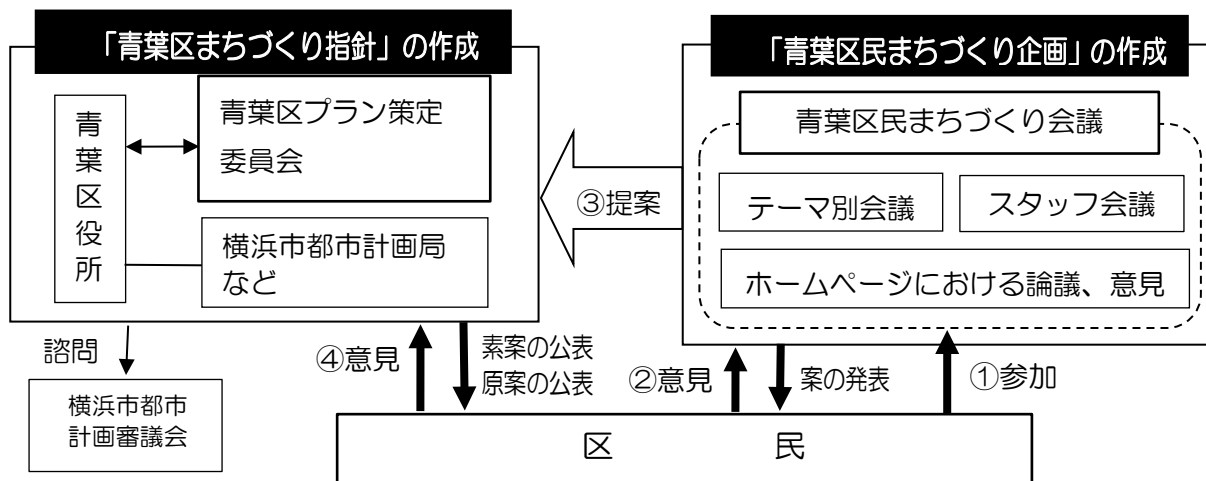 「青葉区まちづくり指針」の作成
青葉区役所
青葉区プラン策定
委員会
横浜市都市計画局
など
諮問
横浜市都市
計画審議会
③提案
「青葉区民まちづくり企画」の作成
青葉区民まちづくり会議
テーマ別会議
スタッフ会議
ホームページにおける論議、意見
④意見
素案の公表
原案の公表
②意見
案の発表
①参加
区 民